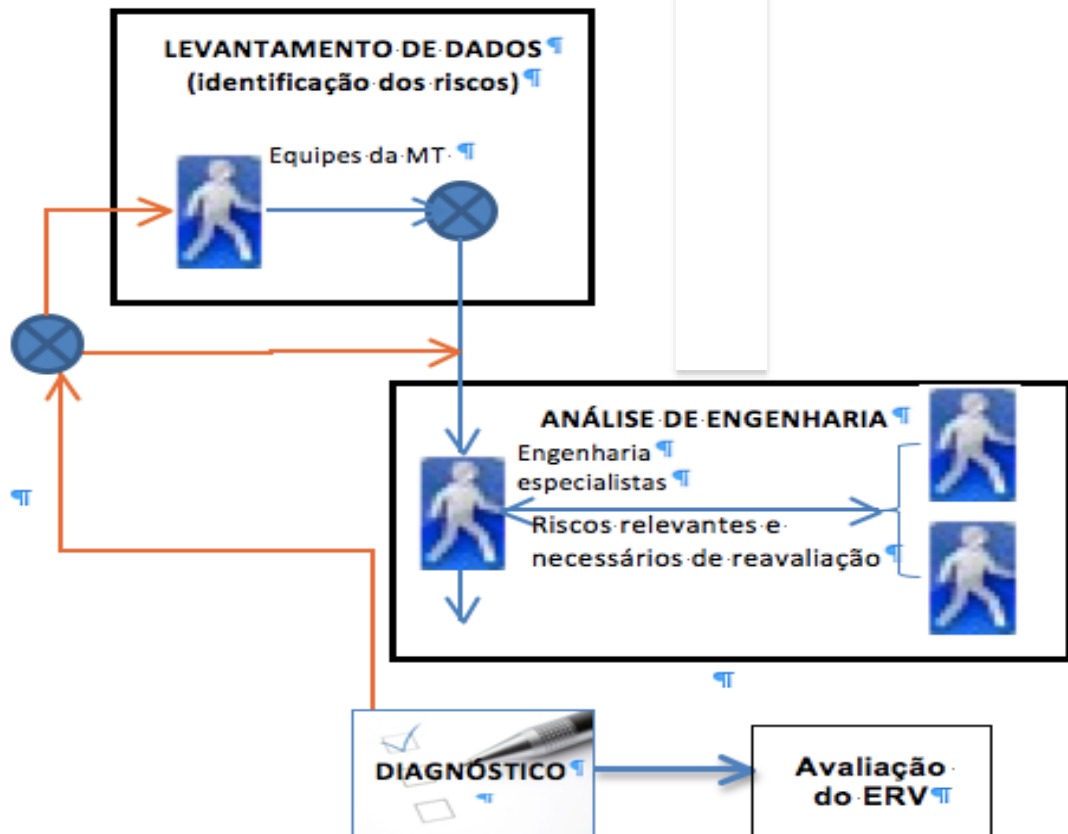 LEVANTAMENTO DE DADOS
(identificação dos riscos)
Equipes da MT
ANÁLISE DE ENGENHARIA
Engenharia
especialistas
Riscos relevantes e
necessários de reavaliação
DIAGNÓSTICO
Avaliação
do ERV